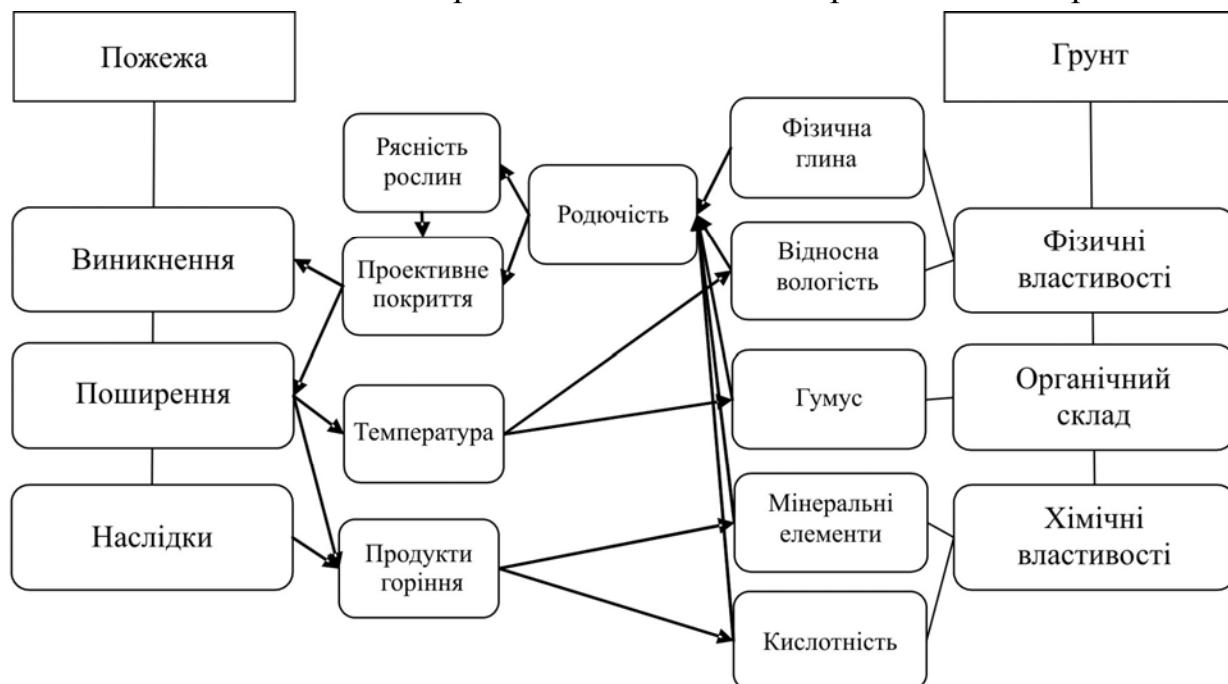 Пожежа
Грунт
Рясність
рослин
Родючість
Фізична
глина
Виникнення
Проективне
покриття
Відносна
вологість
Фізичні
властивості
Поширення
Температура
Гумус
Органічний
склад
Наслідки
Продукти
горіння
Мінеральні
елементи
Хімічні
властивості
Кислотність